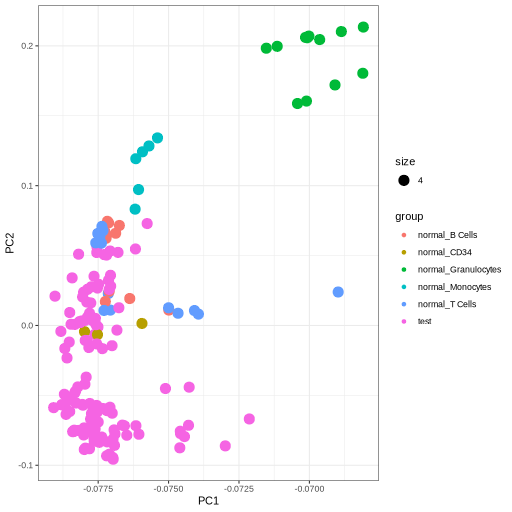 0.2
0.1
0.0
-0.1
PC2
-0.0775
-0.0750
-0.0725
-0.0700
PC1
size
4
group
normal_B Cells
normal_CD34
normal_Granulocytes
normal_Monocytes
normal_T Cells
test